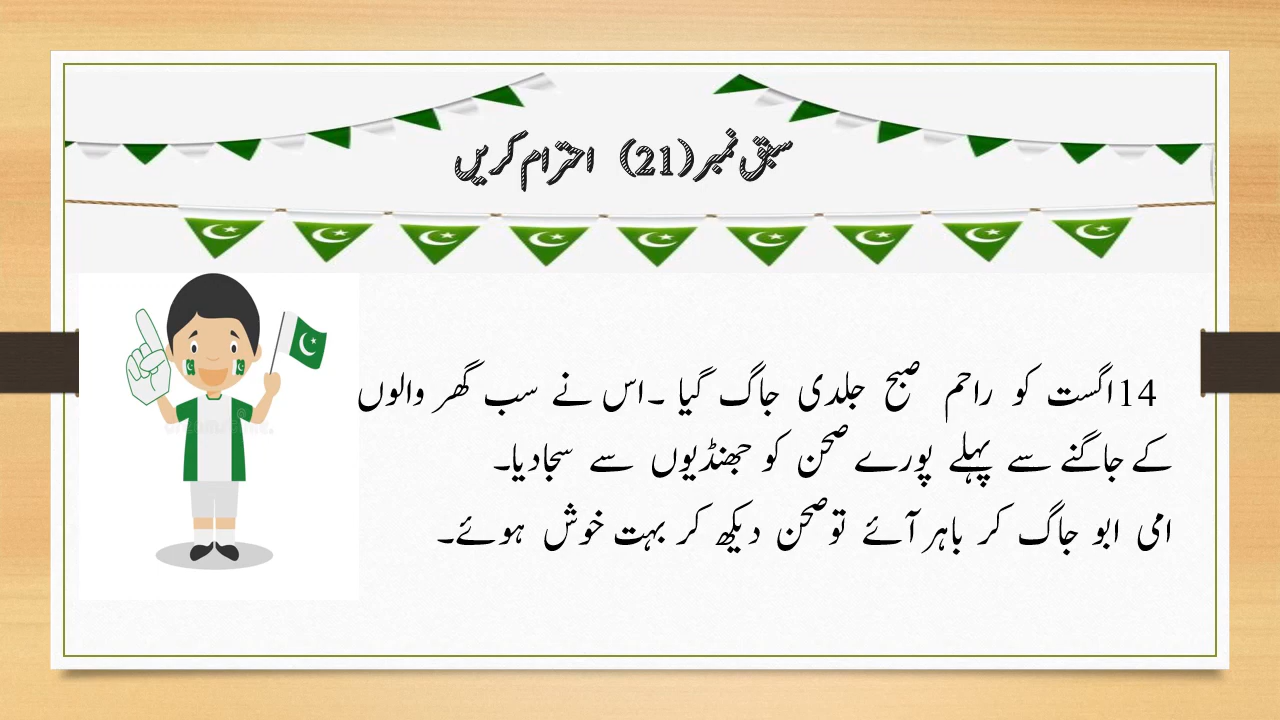 سبق نمبر (21) احترام کریں
14اگست کو راحم صبح جلدی جاگ گیا ۔اس نے سب گھر والوں
کے جاگنے سے پہلے پورے صحن کو جھنڈیوں سے سجادیا۔
امی ابو جاگ کر باہر آئے توصحن دیکھ کر بہت خوش ہوئے۔